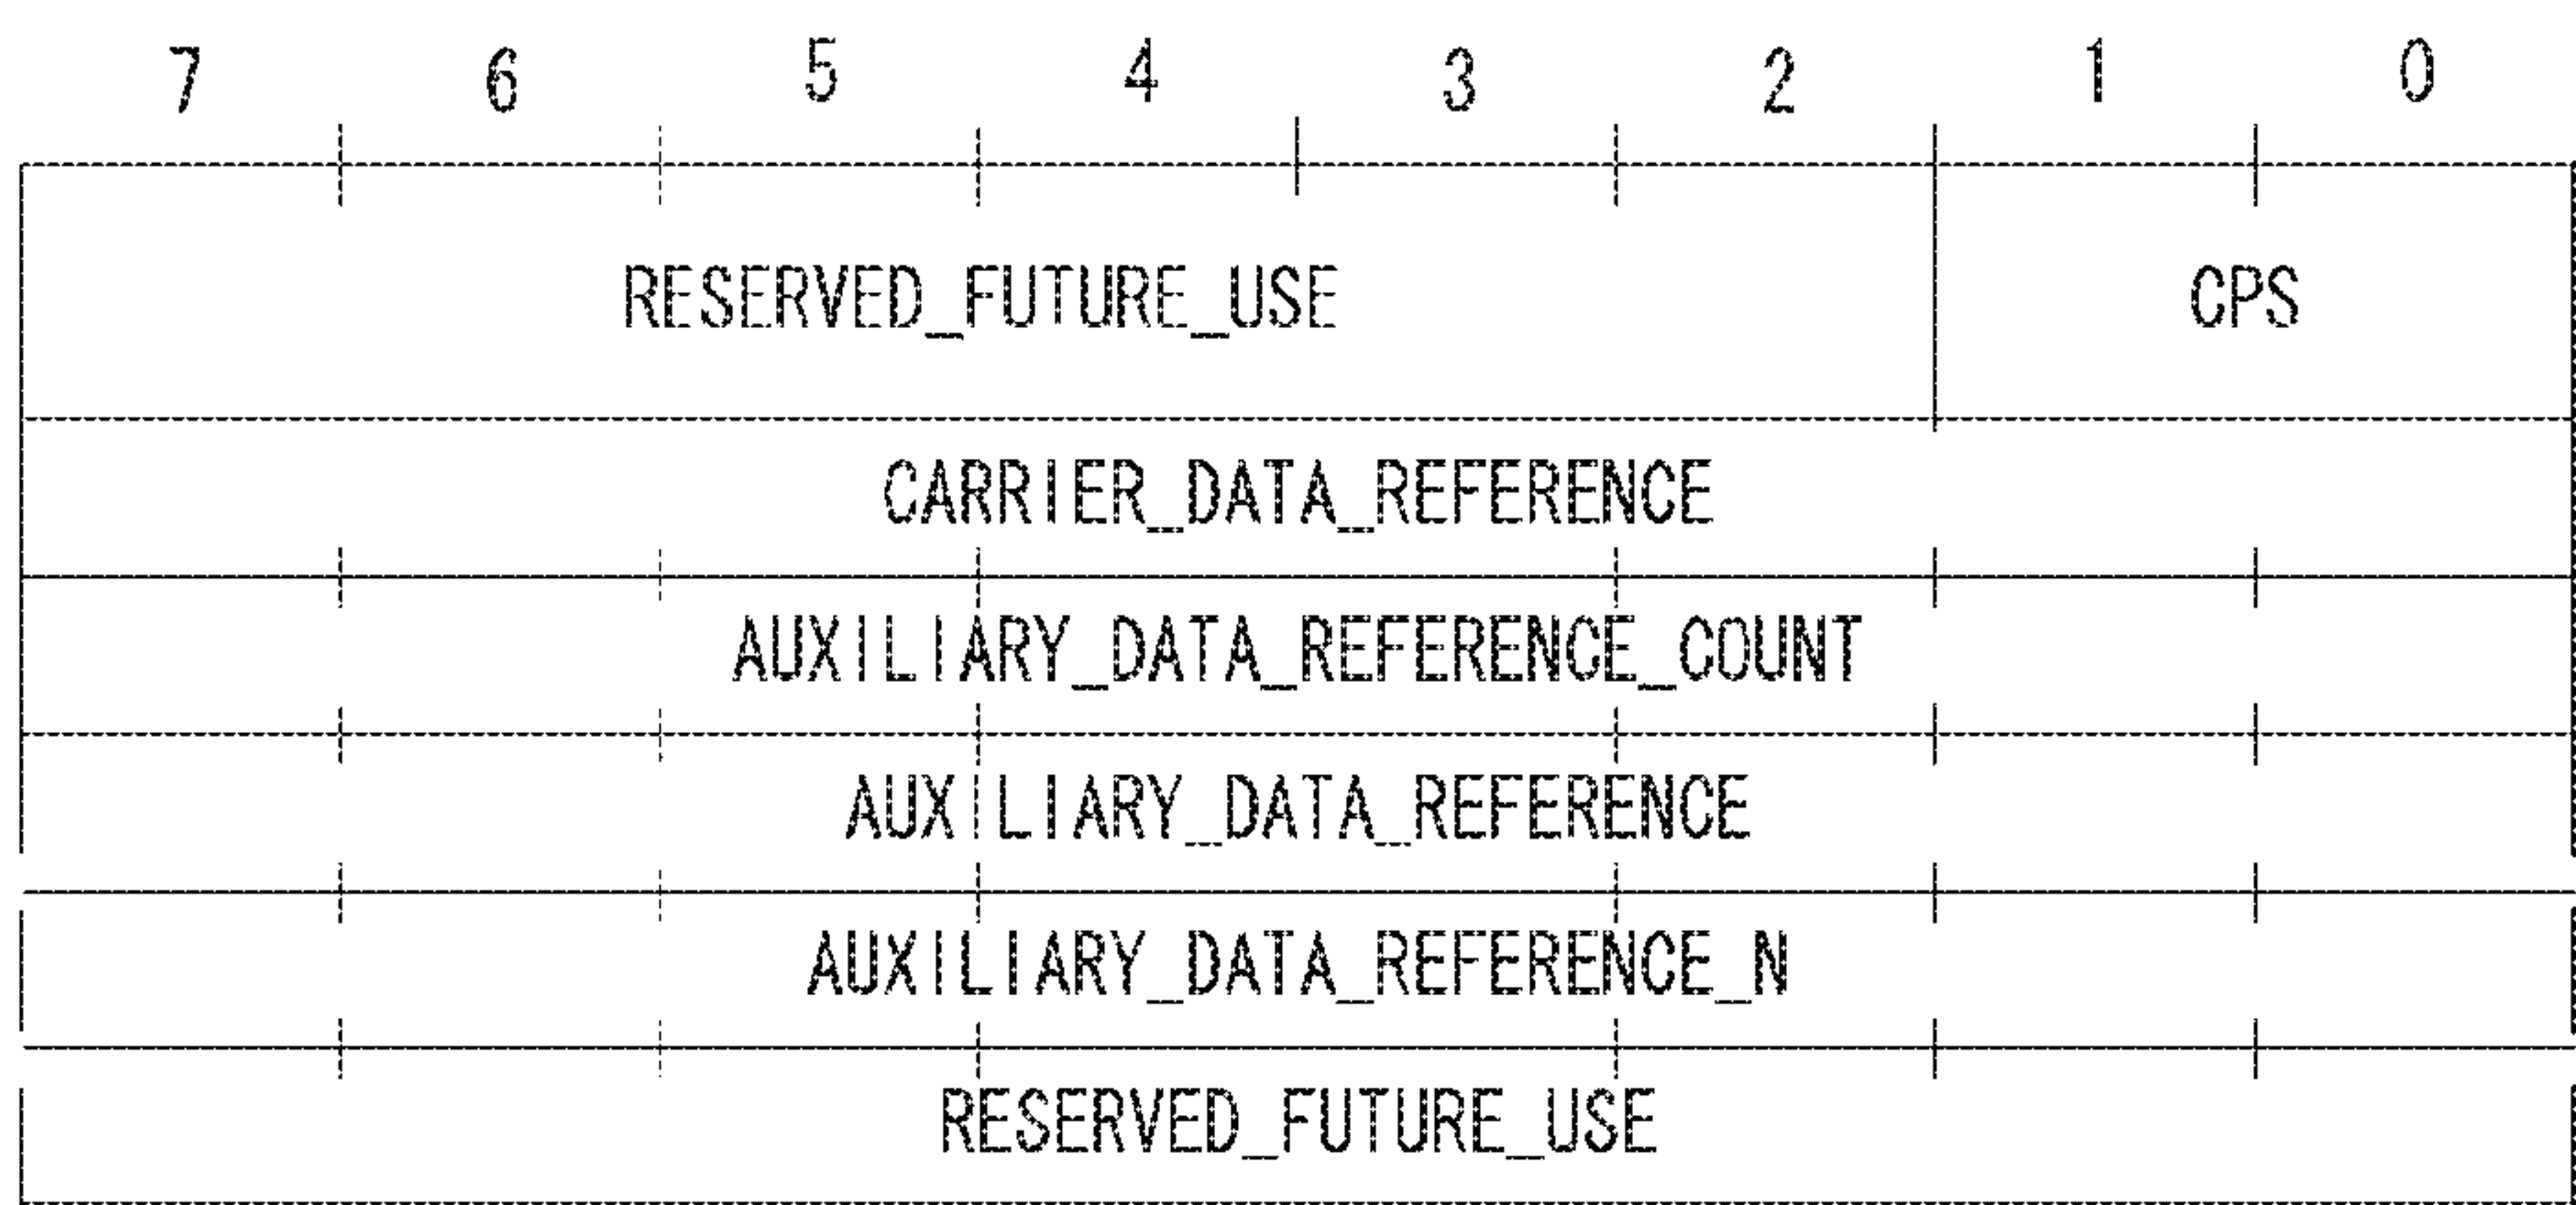 7 6 5 4 3 2 1 0
RESERVED_FUTURE_USE CPS
CARRIER_DATA_REFERENCE
AUXILIARY_DATA_REFERENCE_COUNT
AUXILIARY_DATA_REFERENCE
AUXILIARY_DATA_REFERENCE_N
RESERVED_FUTURE_USE